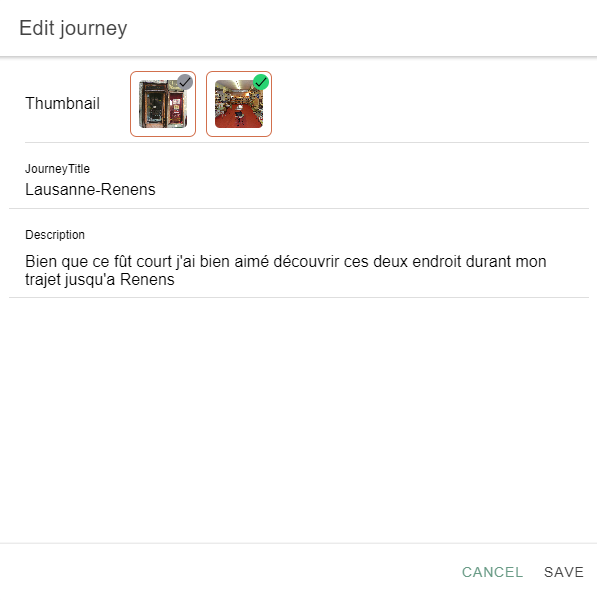 Edit journey
Thumbnail
JourneyTitle
Lausanne-Renens
Description
Bien que ce fût court j'ai bien aimé découvrir ces deux endroit durant mon
trajet jusqu'a Renens
CANCEL SAVE